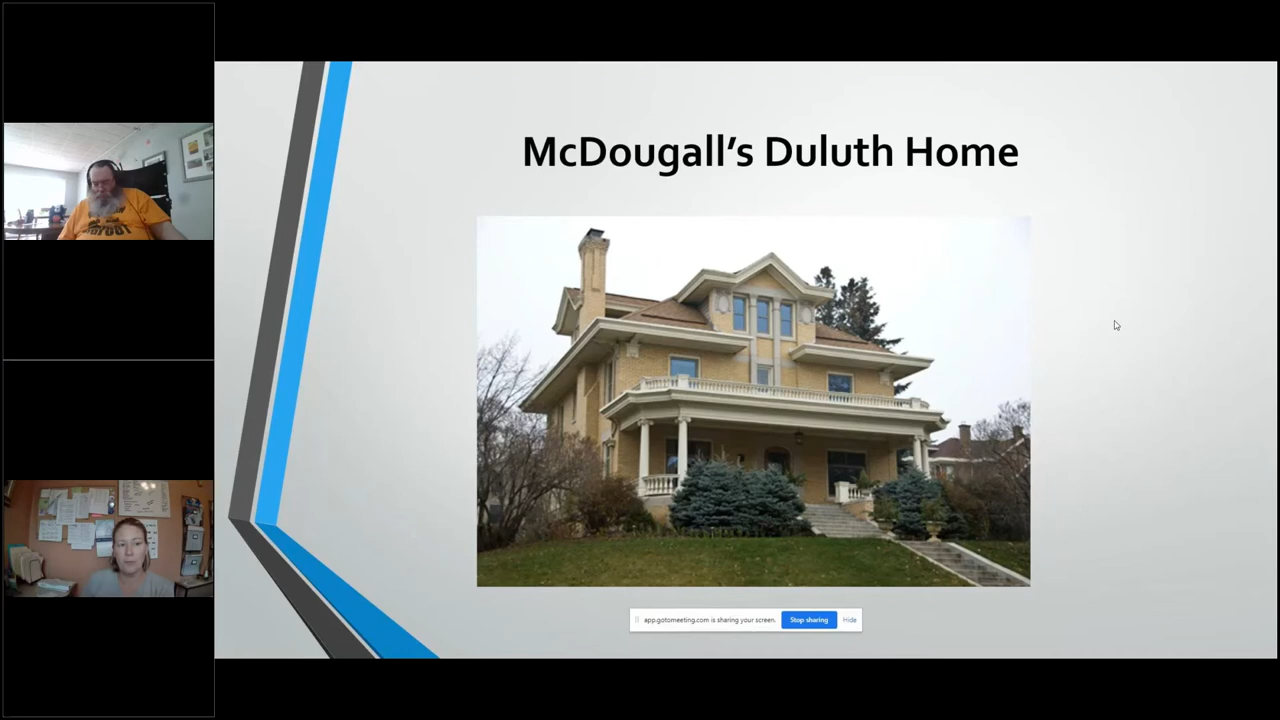 McDougall's Duluth Home
app.gotomeeting.com is sharing your screen.
Stop sharing
Hide